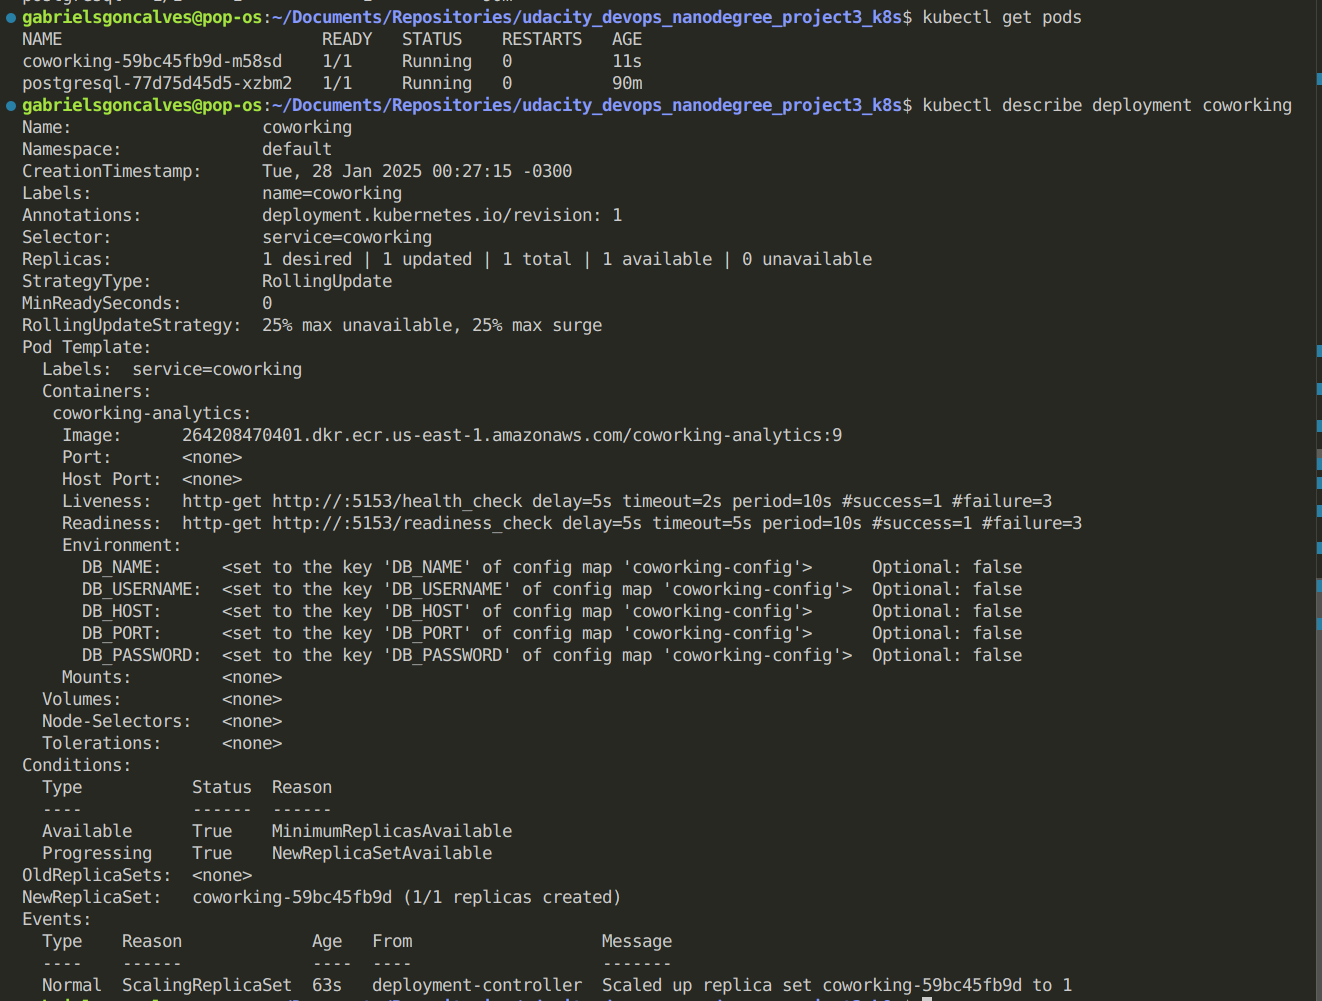 gabrielsgoncalves@pop-os:~/Documents/Repositories/udacity_devops_nanodegree_project3_k8s$ kubectl get pods
NAME                          READY   STATUS    RESTARTS   AGE
coworking-59bc45fb9d-m58sd    1/1     Running   0          11s
postgresql-77d75d45d5-xzbm2   1/1     Running   0          90m
gabrielsgoncalves@pop-os:~/Documents/Repositories/udacity_devops_nanodegree_project3_k8s$ kubectl describe deployment coworking
Name:                   coworking
Namespace:              default
CreationTimestamp:      Tue, 28 Jan 2025 00:27:15 -0300
Labels:                 name=coworking
Annotations:            deployment.kubernetes.io/revision: 1
Selector:               service=coworking
Replicas:               1 desired | 1 updated | 1 total | 1 available | 0 unavailable
StrategyType:           RollingUpdate
MinReadySeconds:        0
RollingUpdateStrategy:  25% max unavailable, 25% max surge
Pod Template:
  Labels:  service=coworking
  Containers:
   coworking-analytics:
    Image:      264208470401.dkr.ecr.us-east-1.amazonaws.com/coworking-analytics:9
    Port:       <none>
    Host Port:  <none>
    Liveness:   http-get http://:5153/health_check delay=5s timeout=2s period=10s #success=1 #failure=3
    Readiness:  http-get http://:5153/readiness_check delay=5s timeout=5s period=10s #success=1 #failure=3
    Environment:
      DB_NAME:      <set to the key 'DB_NAME' of config map 'coworking-config'>      Optional: false
      DB_USERNAME:  <set to the key 'DB_USERNAME' of config map 'coworking-config'>  Optional: false
      DB_HOST:      <set to the key 'DB_HOST' of config map 'coworking-config'>      Optional: false
      DB_PORT:      <set to the key 'DB_PORT' of config map 'coworking-config'>      Optional: false
      DB_PASSWORD:  <set to the key 'DB_PASSWORD' of config map 'coworking-config'>  Optional: false
    Mounts:         <none>
  Volumes:          <none>
  Node-Selectors:   <none>
  Tolerations:      <none>
Conditions:
  Type           Status  Reason
  ----           ------  ------
  Available      True    MinimumReplicasAvailable
  Progressing    True    NewReplicaSetAvailable
OldReplicaSets:  <none>
NewReplicaSet:   coworking-59bc45fb9d (1/1 replicas created)
Events:
  Type    Reason             Age   From                   Message
  ----    ------             ----  ----                   -------
  Normal  ScalingReplicaSet  63s   deployment-controller  Scaled up replica set coworking-59bc45fb9d to 1